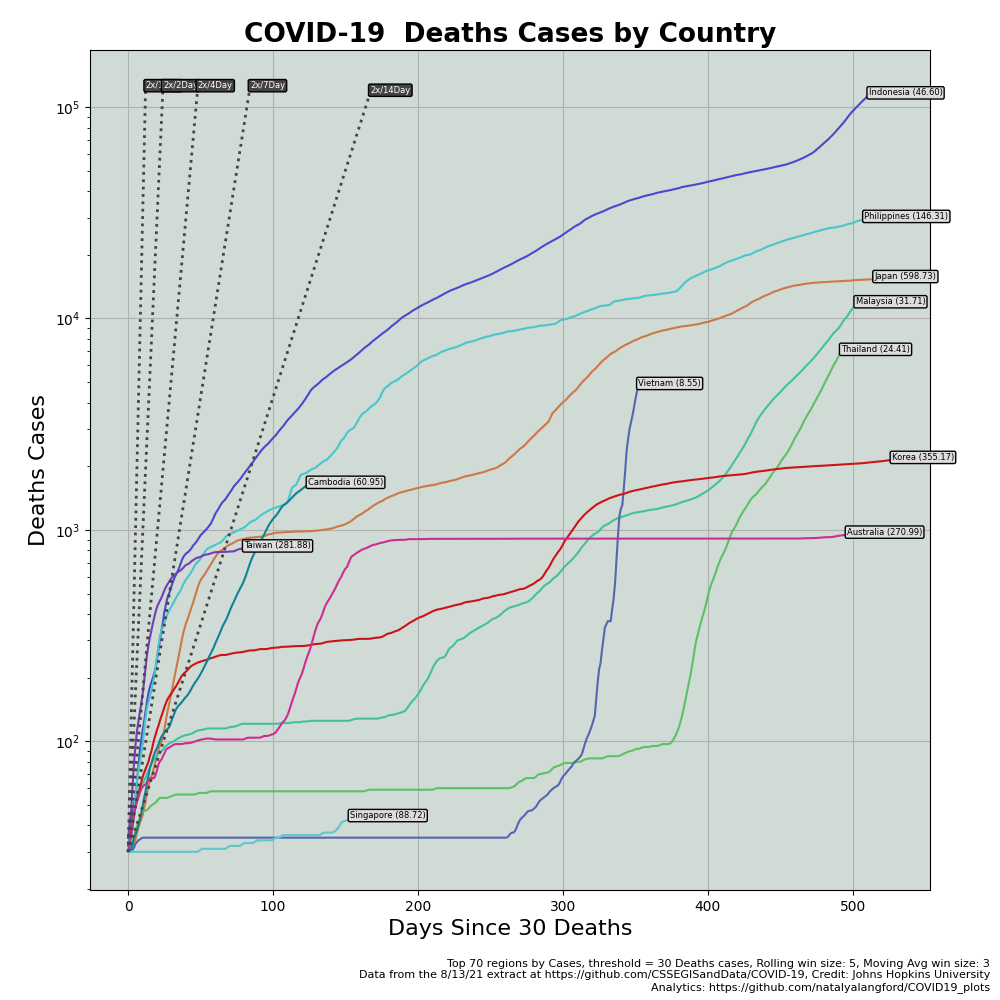 COVID-19 Deaths Cases by Country
2x/2Day
2x/4Day
2x/7Day
2x/14Day
Indonesia (46.60)
Philippines (146.31)
Japan (598.73)
Malaysia (31.71)
Thailand (24.41)
Vietnam (8.55)
Korea (355.17)
Cambodia (60.95)
Australia (270.99)
Taiwan (281.88)
Singapore (88.72)
10^5
10^4
10^3
10^2
Deaths Cases
0 100 200 300 400 500
Days Since 30 Deaths
Top 70 regions by Cases, threshold = 30 Deaths cases, Rolling win size: 5, Moving Avg win size: 3
Data from the 8/13/21 extract at https://github.com/CSSEGISandData/COVID-19, Credit: Johns Hopkins University
Analytics: https://github.com/natalyalangford/COVID19_plots